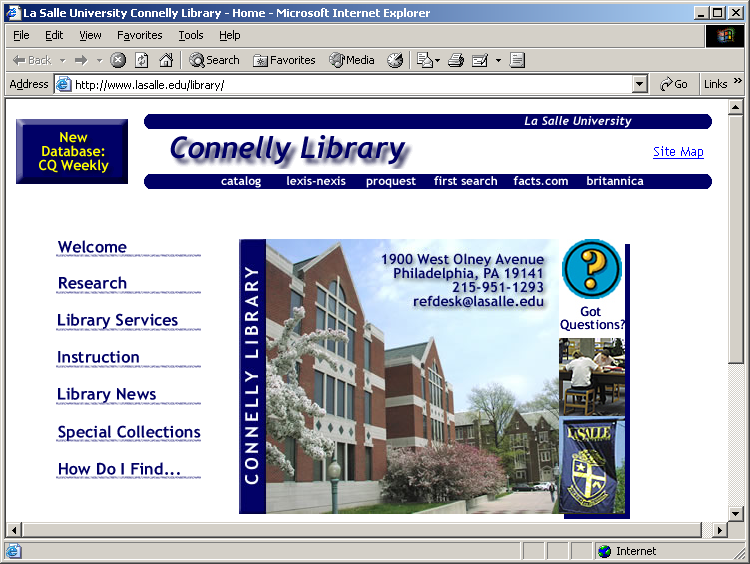 La Salle University Connelly Library - Home - Microsoft Internet Explorer
File Edit View Favorites Tools Help
Back Search Favorites Media
Address http://www.lasalle.edu/library/ Go Links »
New
Database:
CQ Weekly
La Salle University
Connelly Library
Site Map
catalog lexis-nexis proquest first search facts.com britannica
Welcome
Research
Library Services
Instruction
Library News
Special Collections
How Do I Find...
CONNELLY LIBRARY
1900 West Olney Avenue
Philadelphia, PA 19141
215-951-1293
refdesk@lasalle.edu
?
Got
Questions?
LA SALLE
Internet